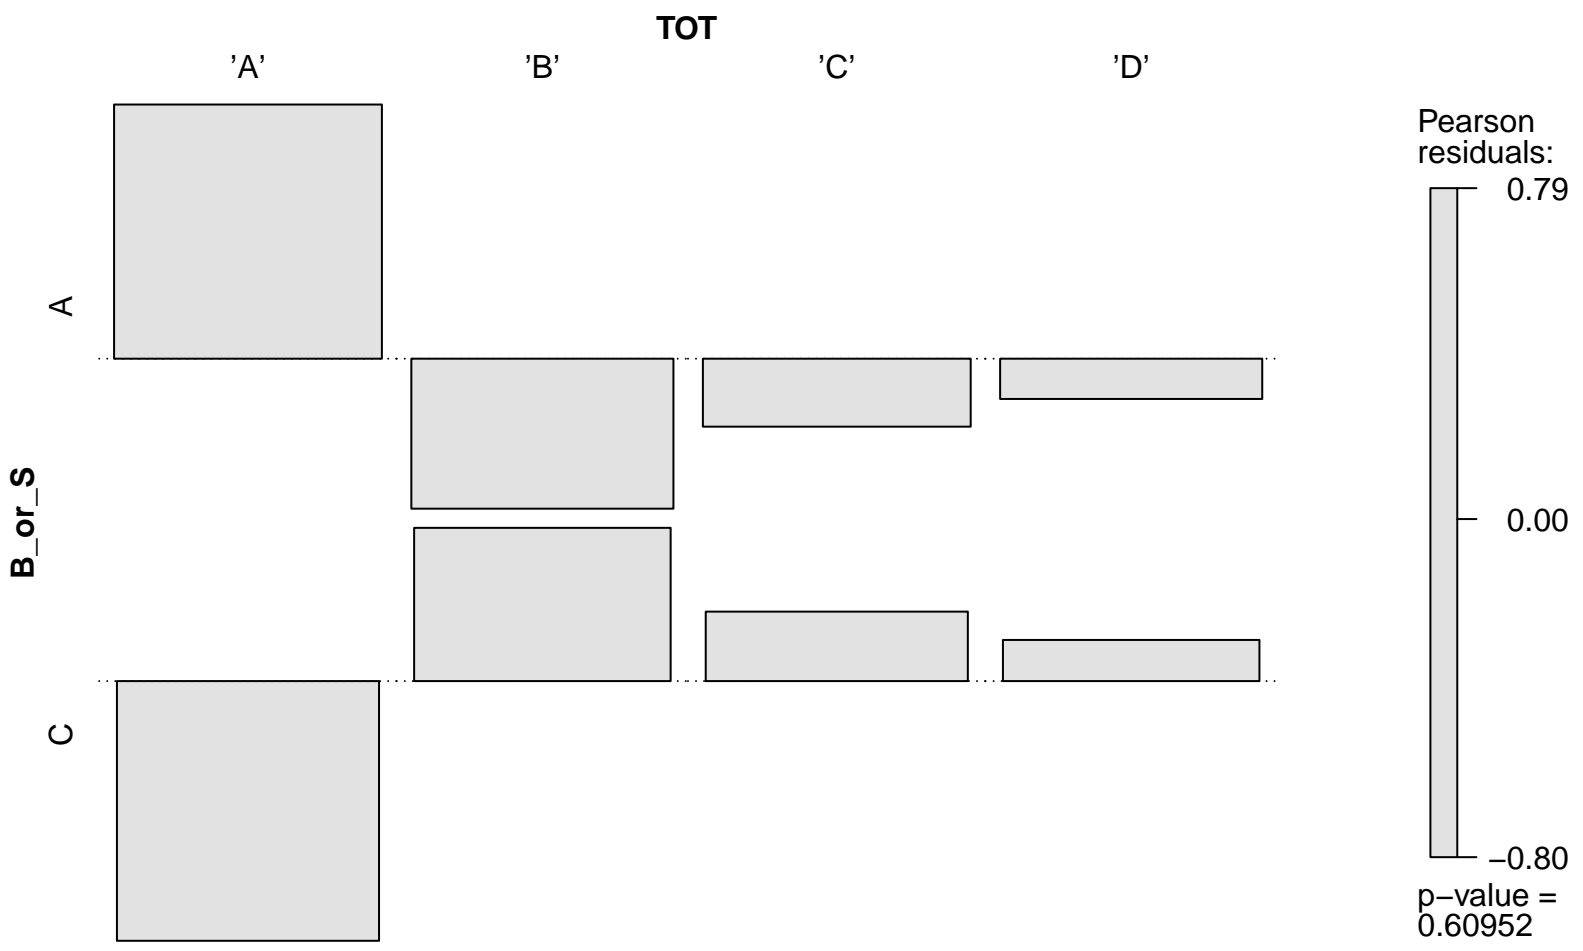 TOT
’A’ ’B’ ’C’ ’D’
A
B_or_S
C
Pearson
residuals:
0.79
0.00
−0.80
p−value =
0.60952